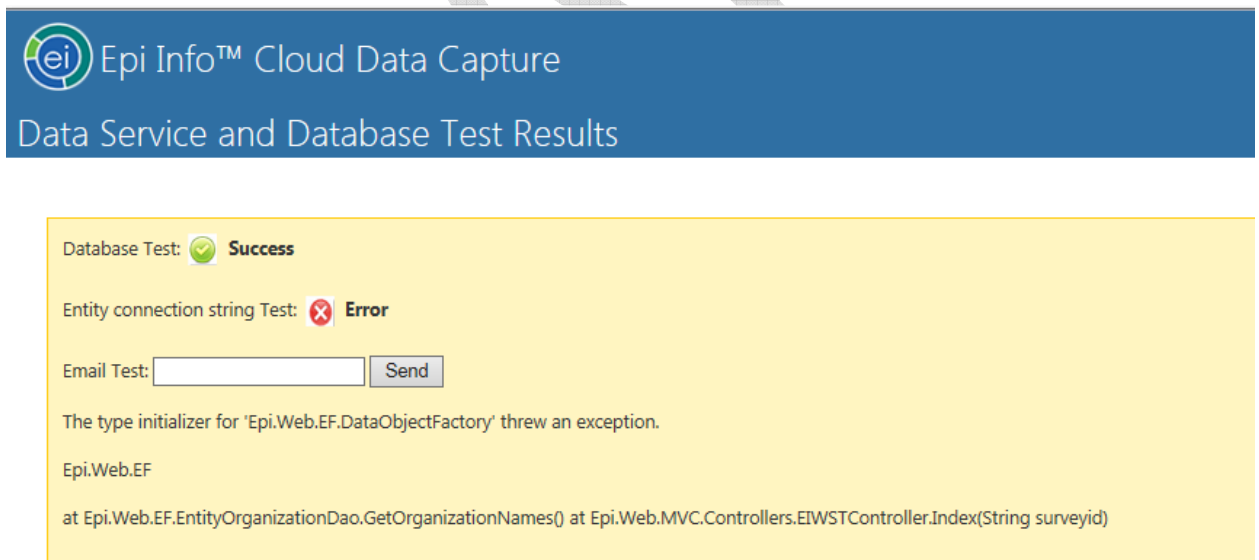 ei Epi Info™ Cloud Data Capture
Data Service and Database Test Results
Database Test: Success
Entity connection string Test: Error
Email Test: Send
The type initializer for 'Epi.Web.EF.DataObjectFactory' threw an exception.
Epi.Web.EF
at Epi.Web.EF.EntityOrganizationDao.GetOrganizationNames() at Epi.Web.MVC.Controllers.EIWSTController.Index(String surveyid)